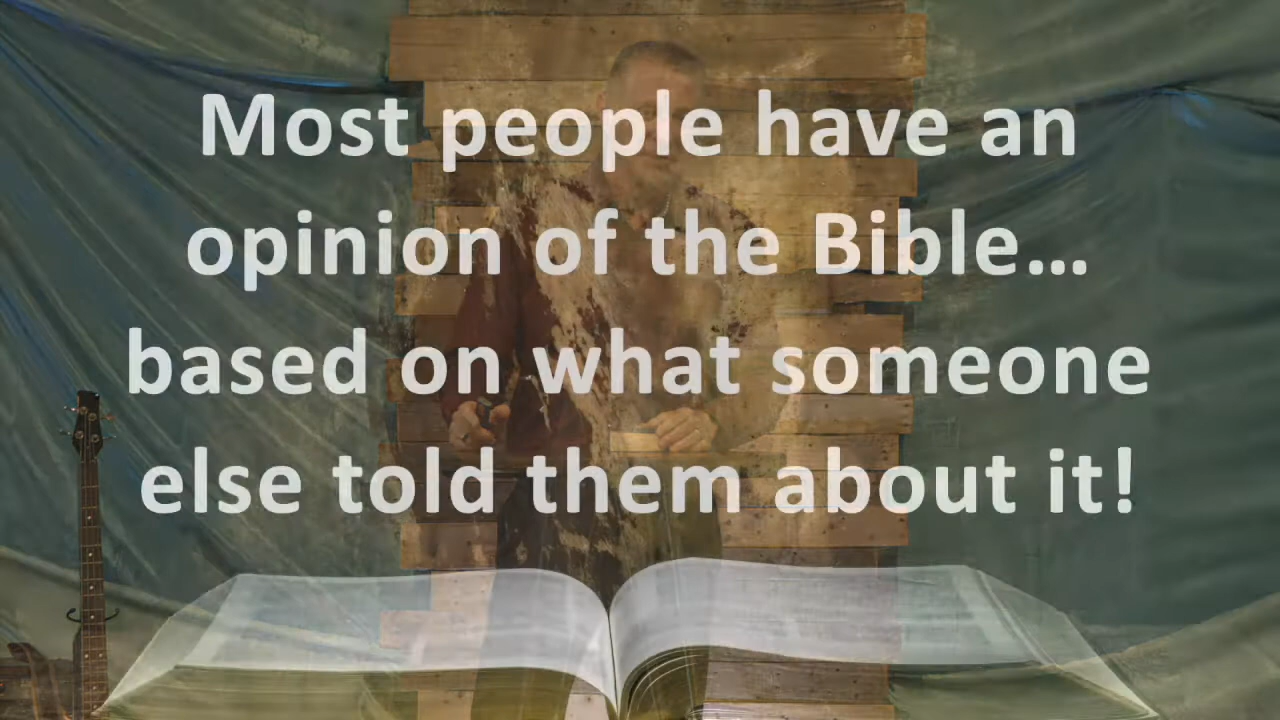 Most people have an
opinion of the Bible…
based on what someone
else told them about it!